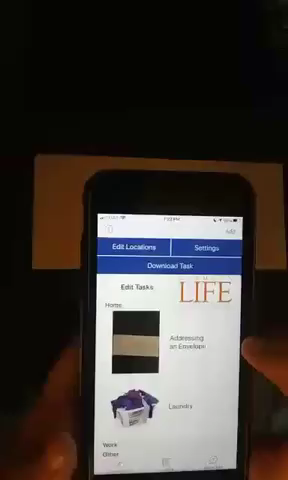 Edit Locations
Settings
Download Task
Edit Tasks
LIFE
Home
Addressing
an Envelope
Laundry
Work
Other